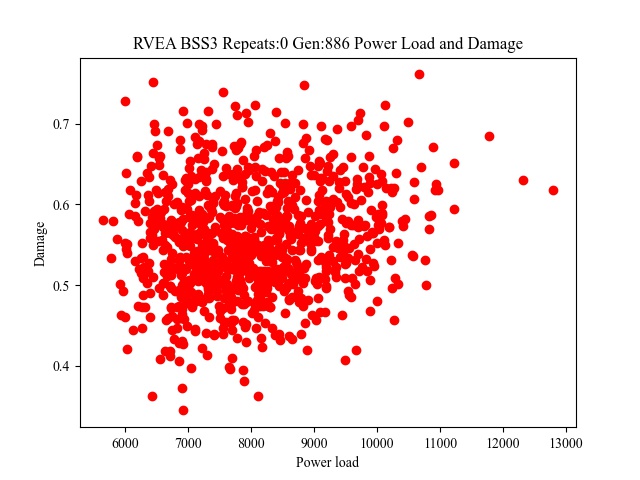 RVEA BSS3 Repeats:0 Gen:886 Power Load and Damage
0.7
0.6
0.5
0.4
Damage
6000 7000 8000 9000 10000 11000 12000 13000
Power load